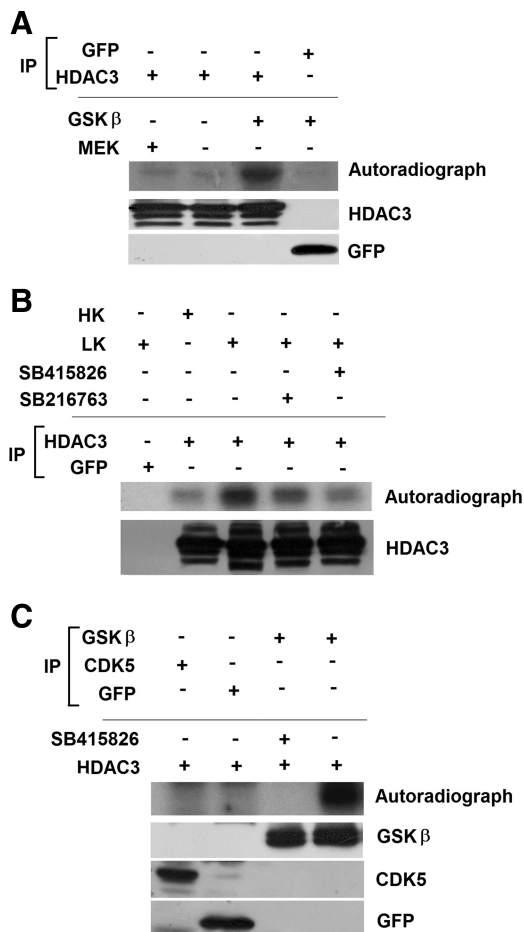 A
IP
GFP - - - +
HDAC3 + + + -
GSKβ - - + +
MEK + - - -
Autoradiograph
HDAC3
GFP
B
HK - + - - -
LK + - + + +
SB415826 - - - - +
SB216763 - - - + -
IP
HDAC3 - + + + +
GFP + - - - -
Autoradiograph
HDAC3
C
IP
GSKβ - - + +
CDK5 + - - -
GFP - + - -
SB415826 - - + -
HDAC3 + + + +
Autoradiograph
GSKβ
CDK5
GFP